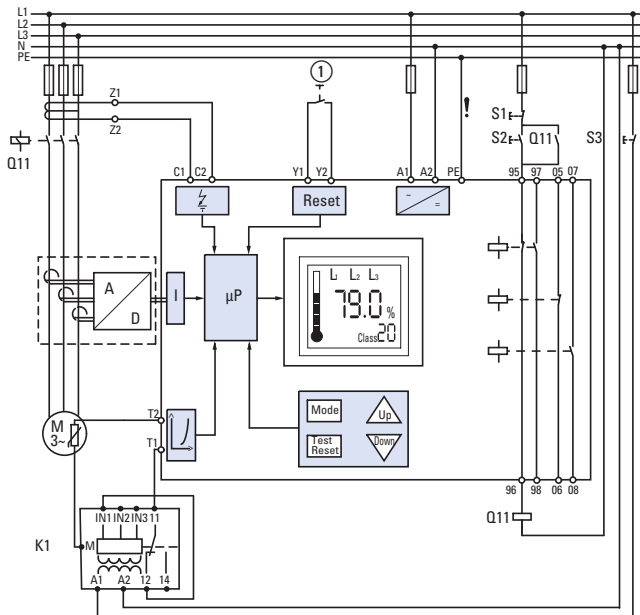 L1
L2
L3
N
PE
Z1
Z2
1
!
S1
S2 Q11 S3
Q11
C1 C2 Y1 Y2 A1 A2 PE 95 97 05 07
Reset
~
=
A
D
I
µP
L1 L2 L3
79.0 %
Class 20
Mode Up
Test
Reset Down
M
3~
T2
T1
96 98 06 08
Q11
IN1 IN2 IN3 11
K1 M
A1 A2 12 14